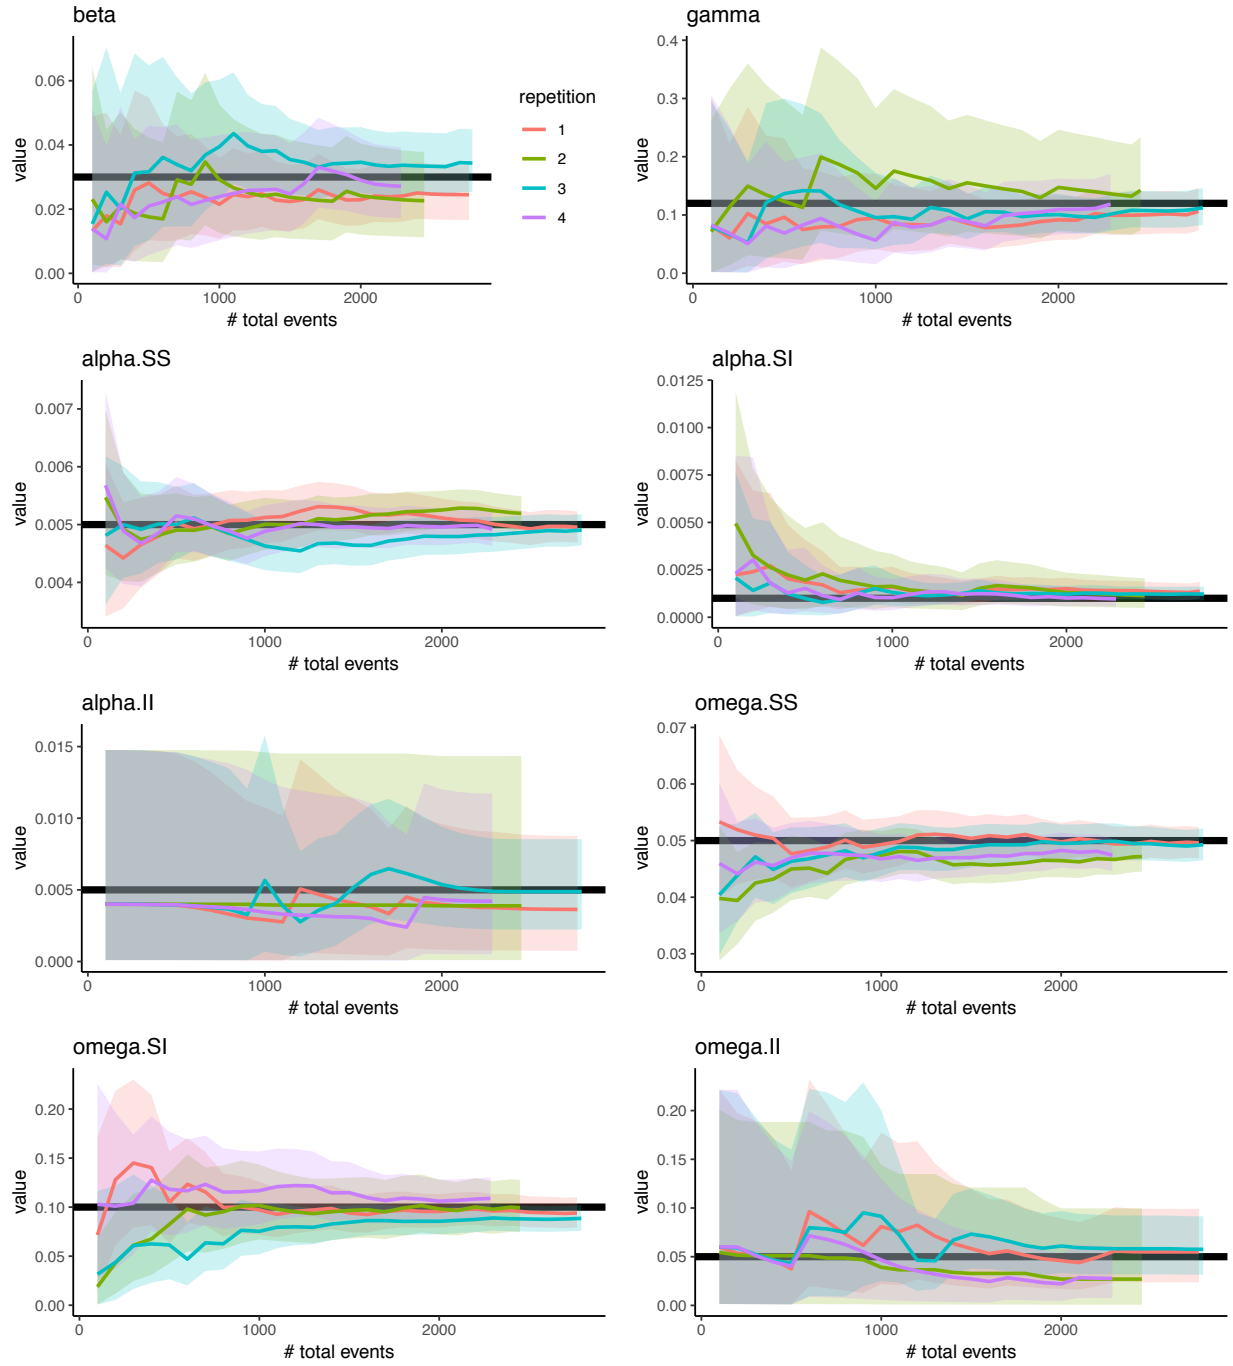 beta
value
0.06
0.04
0.02
0.00
0
1000
2000
# total events
repetition
1
2
3
4
gamma
value
0.4
0.3
0.2
0.1
0.0
0
1000
2000
# total events
alpha.SS
value
0.007
0.006
0.005
0.004
0
1000
2000
# total events
alpha.SI
value
0.0125
0.0100
0.0075
0.0050
0.0025
0.0000
0
1000
2000
# total events
alpha.II
value
0.015
0.010
0.005
0.000
0
1000
2000
# total events
omega.SS
value
0.07
0.06
0.05
0.04
0.03
0
1000
2000
# total events
omega.SI
value
0.20
0.15
0.10
0.05
0.00
0
1000
2000
# total events
omega.II
value
0.20
0.15
0.10
0.05
0.00
0
1000
2000
# total events